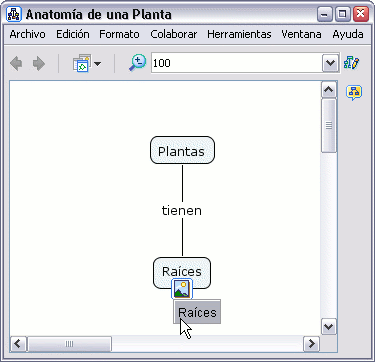 Anatomía de una Planta
Archivo Edición Formato Colaborar Herramientas Ventana Ayuda
100
Plantas
tienen
Raíces
Raíces